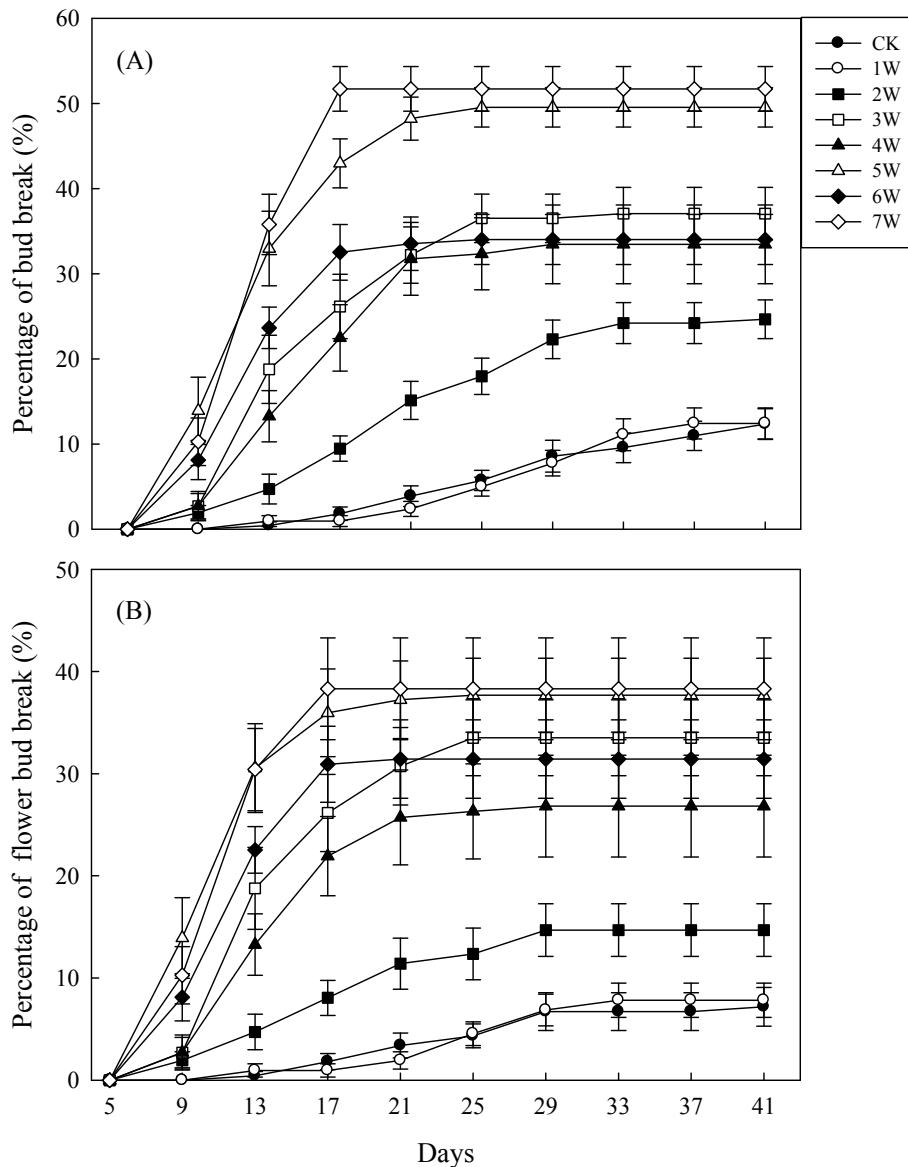 60
50
40
30
20
10
0
Percentage of bud break (%)
(A)
CK
1W
2W
3W
4W
5W
6W
7W
50
40
30
20
10
0
Percentage of flower bud break (%)
(B)
5 9 13 17 21 25 29 33 37 41
Days